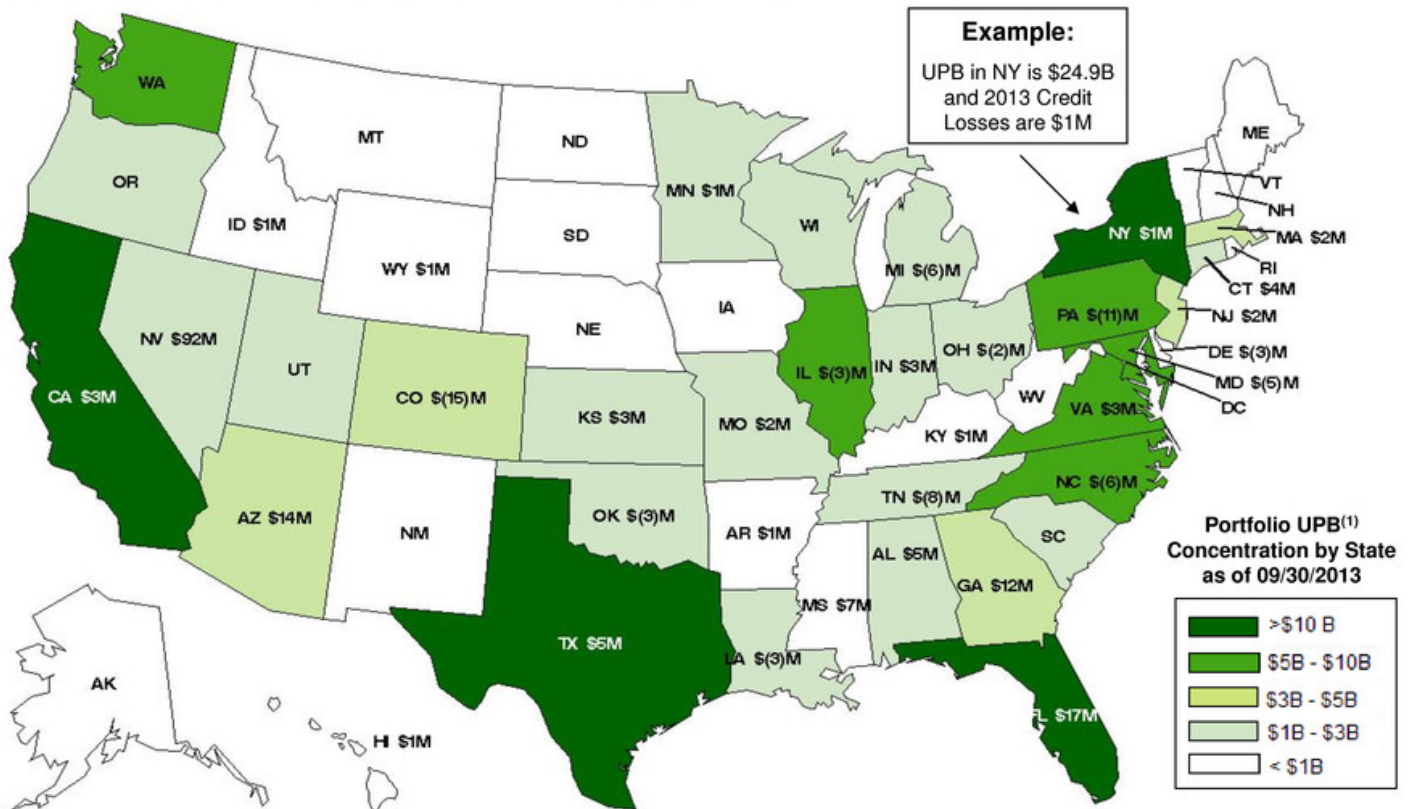 Example:
UPB in NY is $24.9B
and 2013 Credit
Losses are $1M
WA
MT
ND
ME
OR
MN $1M
VT
ID $1M
SD
WI
NH
NY $1M
MA $2M
WY $1M
MI $(6)M
RI
CT $4M
IA
NV $92M
NE
PA $(11)M
NJ $2M
UT
OH $(2)M
DE $(3)M
CA $3M
CO $(15)M
IL $(3)M
IN $3M
MD $(5)M
WV
DC
KS $3M
MO $2M
VA $3M
KY $1M
NC $(6)M
TN $(8)M
AZ $14M
OK $(3)M
NM
AR $1M
SC
AL $5M
GA $12M
MS $7M
TX $5M
LA $(3)M
AK
FL $17M
HI $1M
Portfolio UPB(1)
Concentration by State
as of 09/30/2013
>$10 B
$5B - $10B
$3B - $5B
$1B - $3B
< $1B